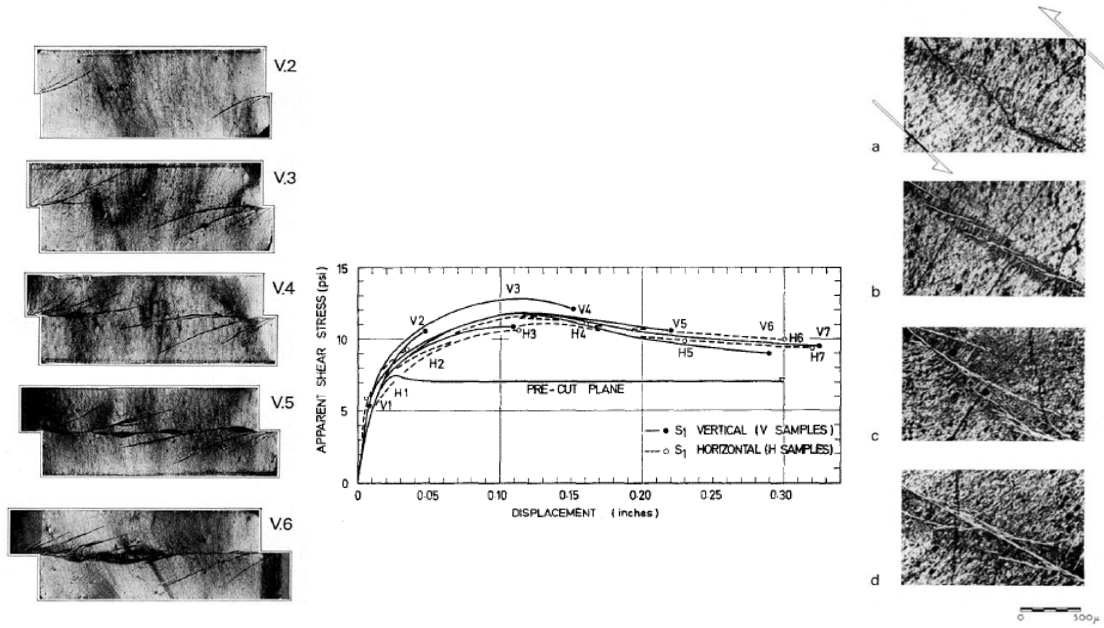 V.2
V.3
V.4
V.5
V.6
APPARENT SHEAR STRESS (psi)
15
10
5
0
V3
V2
V4
V5
V6
V7
H3
H4
H6
H5
H7
H2
H1
V1
PRE-CUT PLANE
S1 VERTICAL (V SAMPLES)
S1 HORIZONTAL (H SAMPLES)
0 0.05 0.10 0.15 0.20 0.25 0.30
DISPLACEMENT (inches)
a
b
c
d
0 500µ